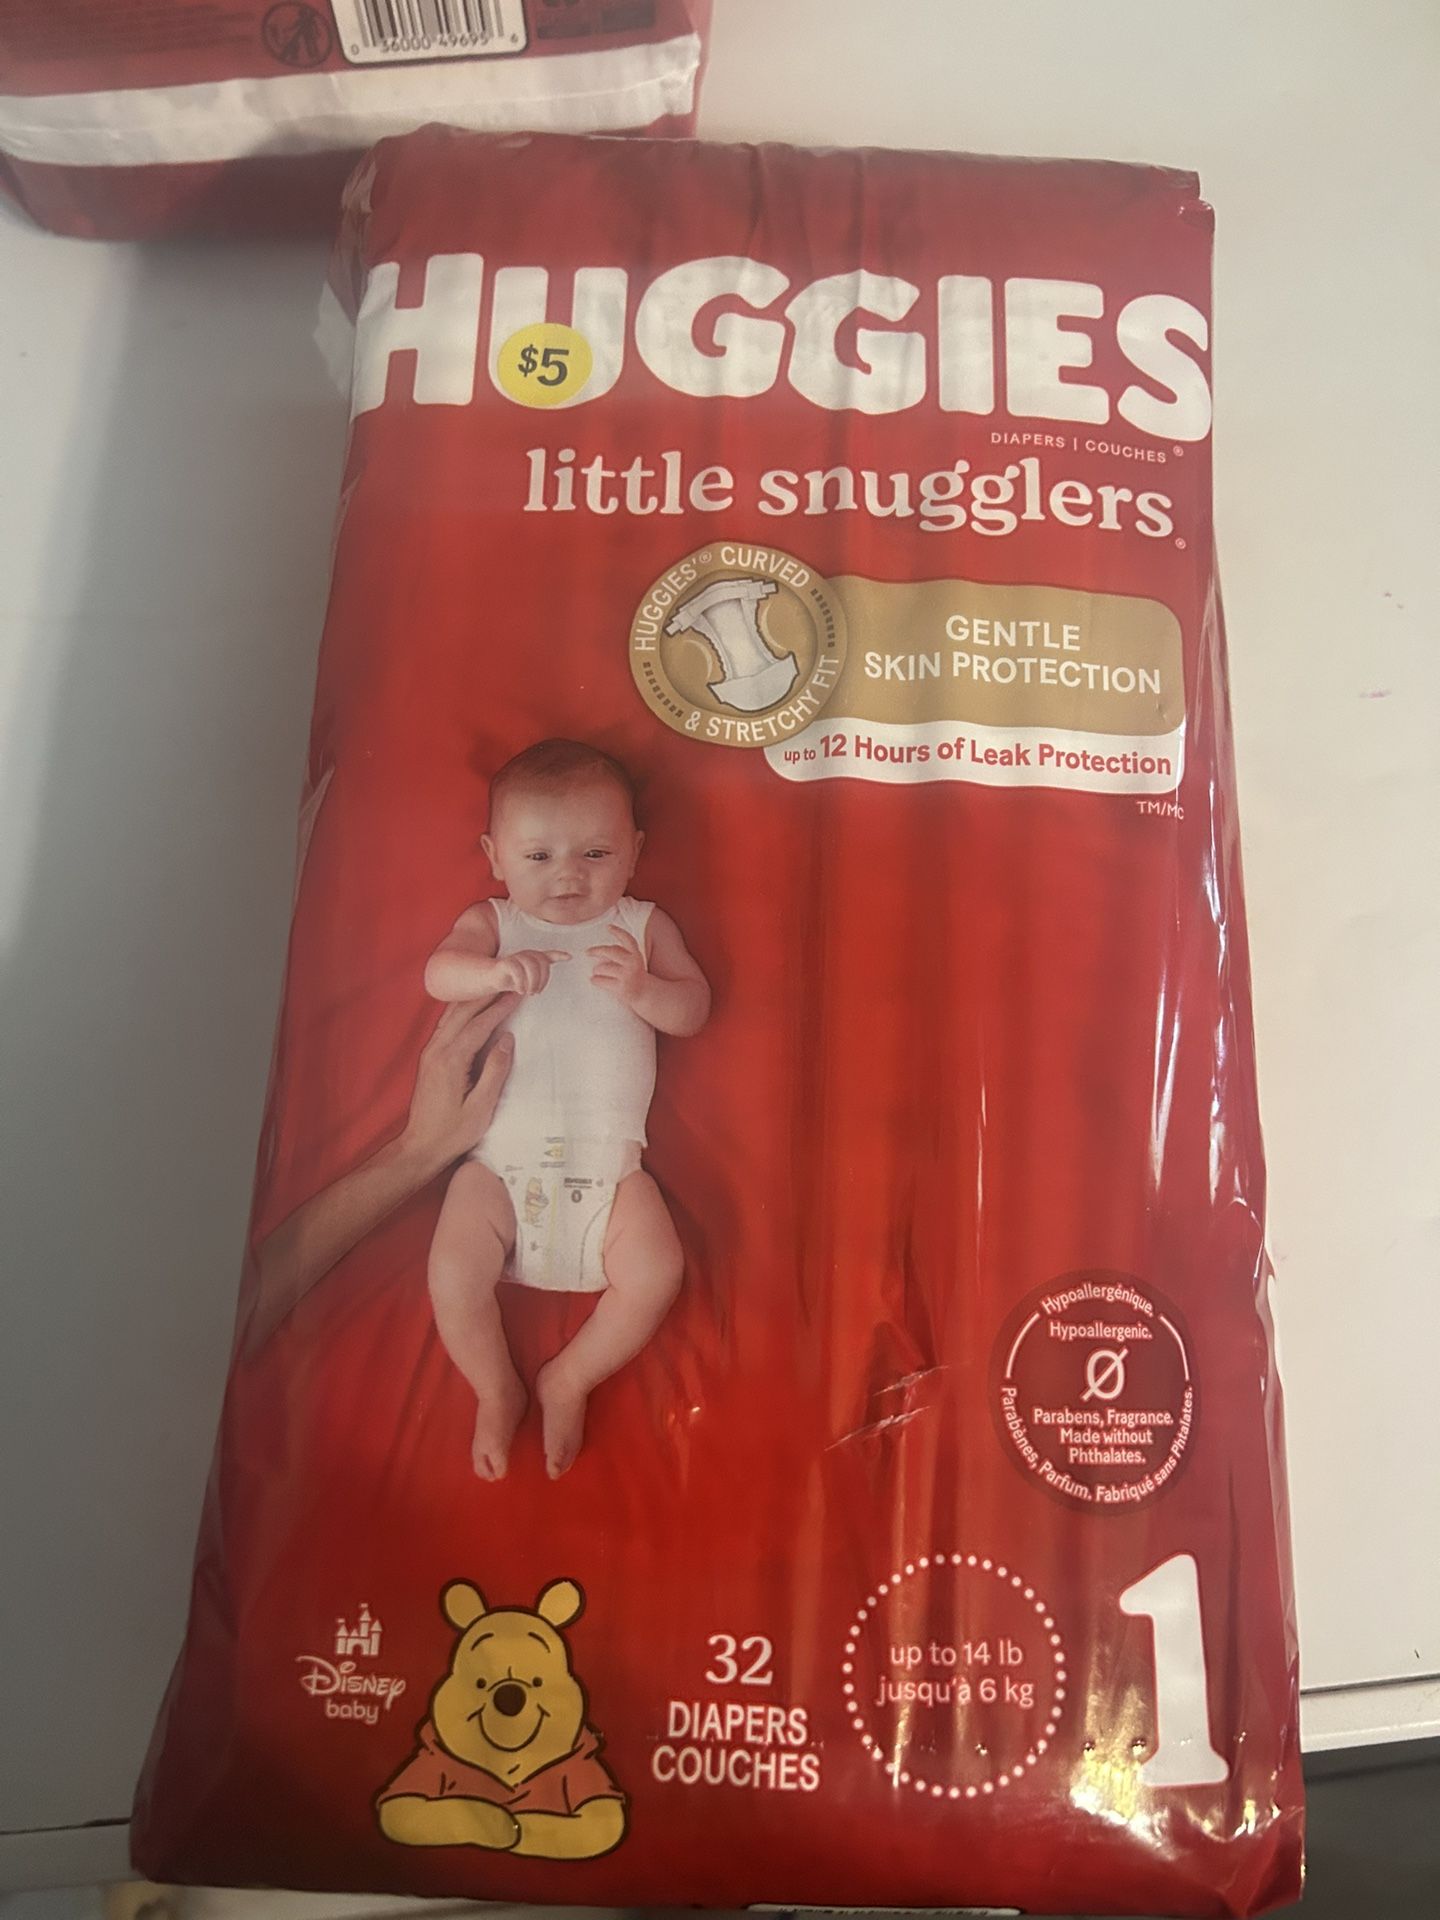 0 36000 49695 6
HUGGIES
$5
DIAPERS | COUCHES®
little snugglers®
HUGGIES'® CURVED
& STRETCHY FIT
GENTLE
SKIN PROTECTION
up to 12 Hours of Leak Protection
TM/MC
Hypoallergénique.
Hypoallergenic.
Parabens, Fragrance.
Made without
Phthalates.
Parabènes, Parfum. Fabriqué sans Phtalates.
DISNEY
baby
32
DIAPERS
COUCHES
up to 14 lb
jusqu'à 6 kg
1